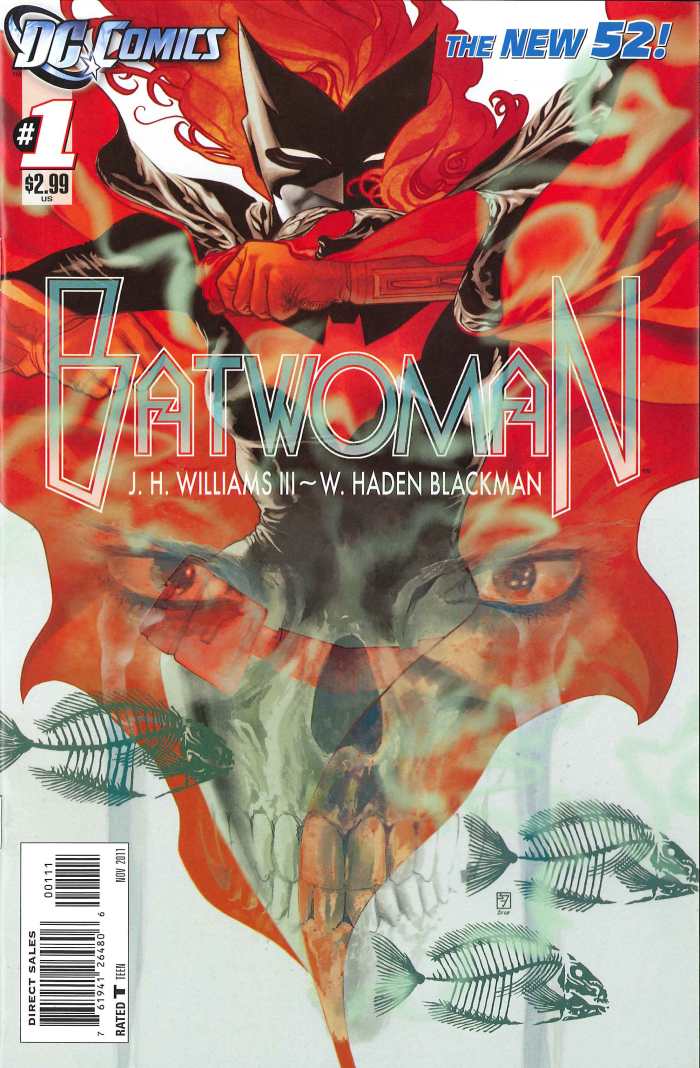 DC COMICS
THE NEW 52!
#1
$2.99
US
BATWOMAN
J. H. WILLIAMS III ~ W. HADEN BLACKMAN
00111
DIRECT SALES
7 61941 26480 6
RATED T TEEN NOV 2011